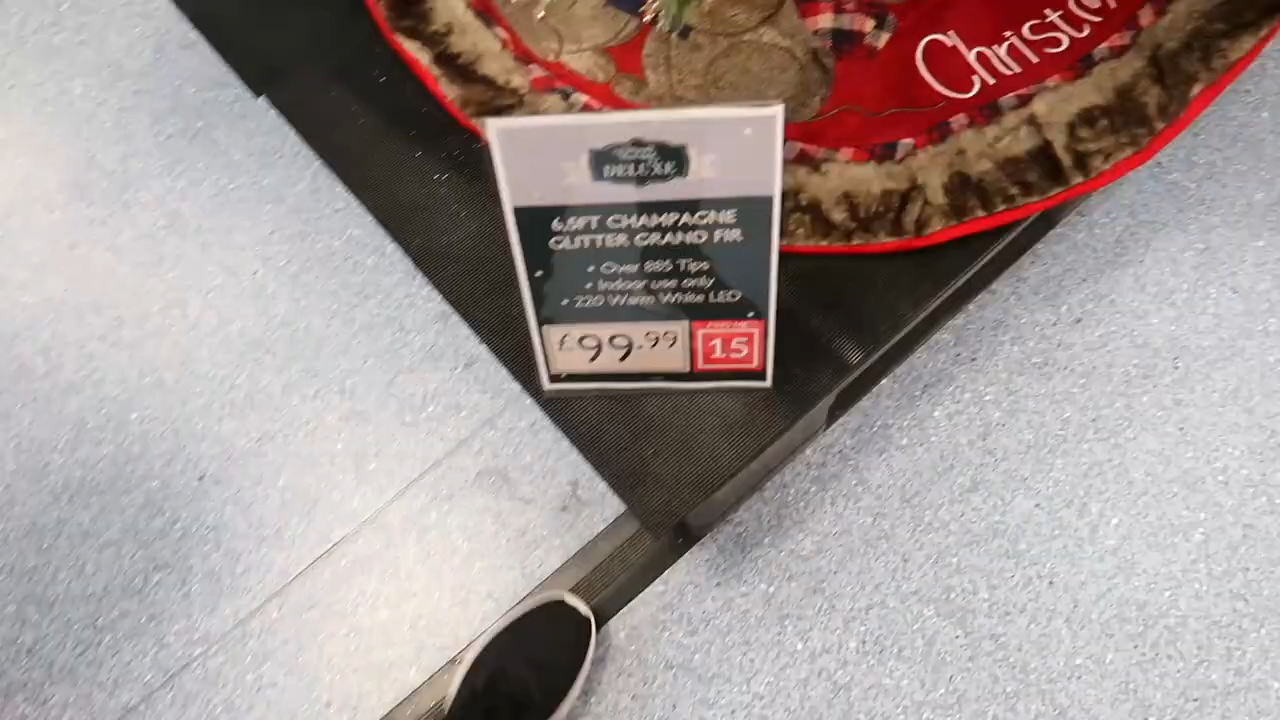 Christm
DELUXE
6.5FT CHAMPAGNE
GLITTER GRAND FIR
• Over 885 Tips
• Indoor use only
• 220 Warm White LED
£99.99
15